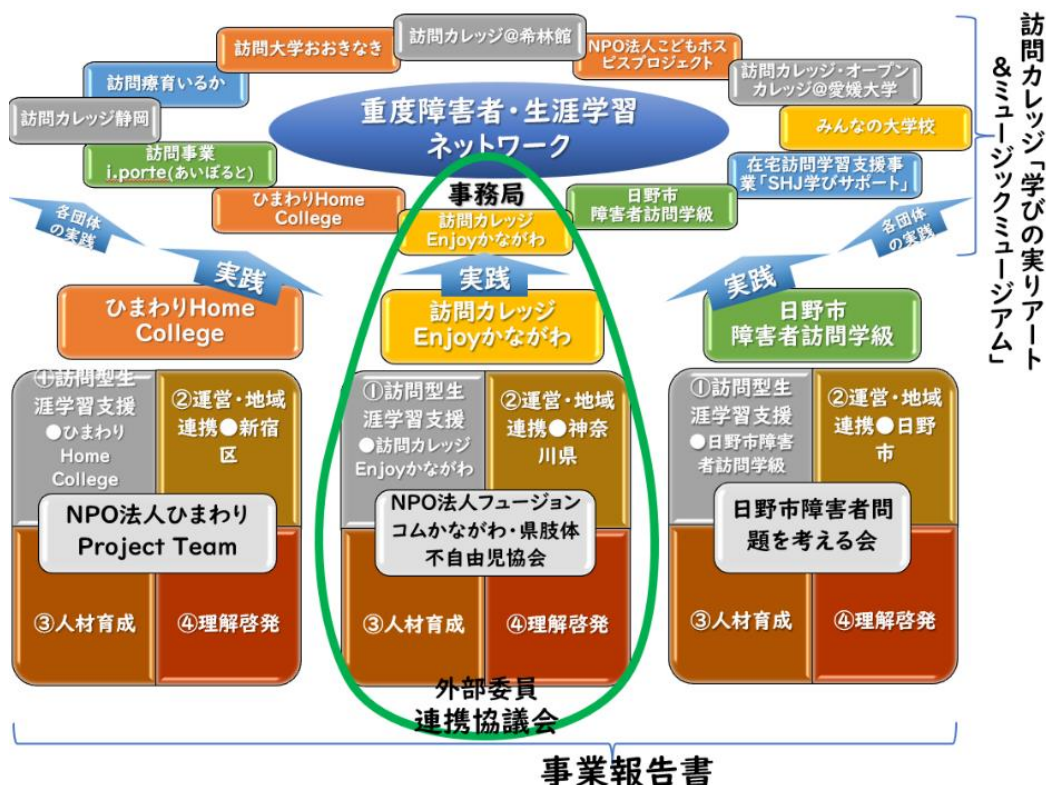 訪問カレッジ@希林館
訪問大学おおきなき
NPO法人こどもホス
ピスプロジェクト
訪問療育いるか
訪問カレッジ・オープン
カレッジ@愛媛大学
訪問カレッジ静岡
重度障害者・生涯学習
ネットワーク
みんなの大学校
訪問事業
i.porte(あいぽると)
在宅訪問学習支援事
業「SHJ学びサポート」
ひまわりHome
College
事務局
訪問カレッジ
Enjoyかながわ
日野市
障害者訪問学級
訪問カレッジ「学びの実りアート
&ミュージックミュージアム」
各団体
の実践
各団体
の実践
実践
実践
実践
ひまわりHome
College
訪問カレッジ
Enjoyかながわ
日野市
障害者訪問学級
①訪問型生
涯学習支援
●ひまわり
Home
College
②運営・地域
連携●新宿
区
NPO法人ひまわり
Project Team
③人材育成
④理解啓発
①訪問型生
涯学習支援
●訪問カレッジ
Enjoyかながわ
②運営・地域
連携●神奈
川県
NPO法人フュージョン
コムかながわ・県肢体
不自由児協会
③人材育成
④理解啓発
①訪問型生
涯学習支援
●日野市障害
者訪問学級
②運営・地域
連携●日野
市
日野市障害者問
題を考える会
③人材育成
④理解啓発
外部委員
連携協議会
事業報告書